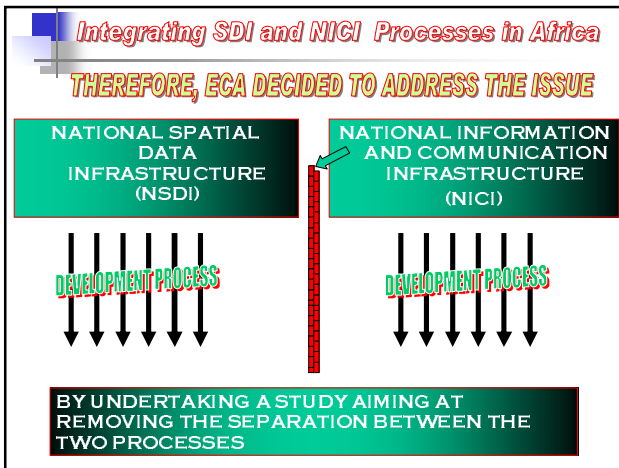 Integrating SDI and NICI Processes in Africa
THEREFORE, ECA DECIDED TO ADDRESS THE ISSUE
NATIONAL SPATIAL
DATA
INFRASTRUCTURE
(NSDI)
NATIONAL INFORMATION
AND COMMUNICATION
INFRASTRUCTURE
(NICI)
DEVELOPMENT PROCESS
DEVELOPMENT PROCESS
BY UNDERTAKING A STUDY AIMING AT
REMOVING THE SEPARATION BETWEEN THE
TWO PROCESSES